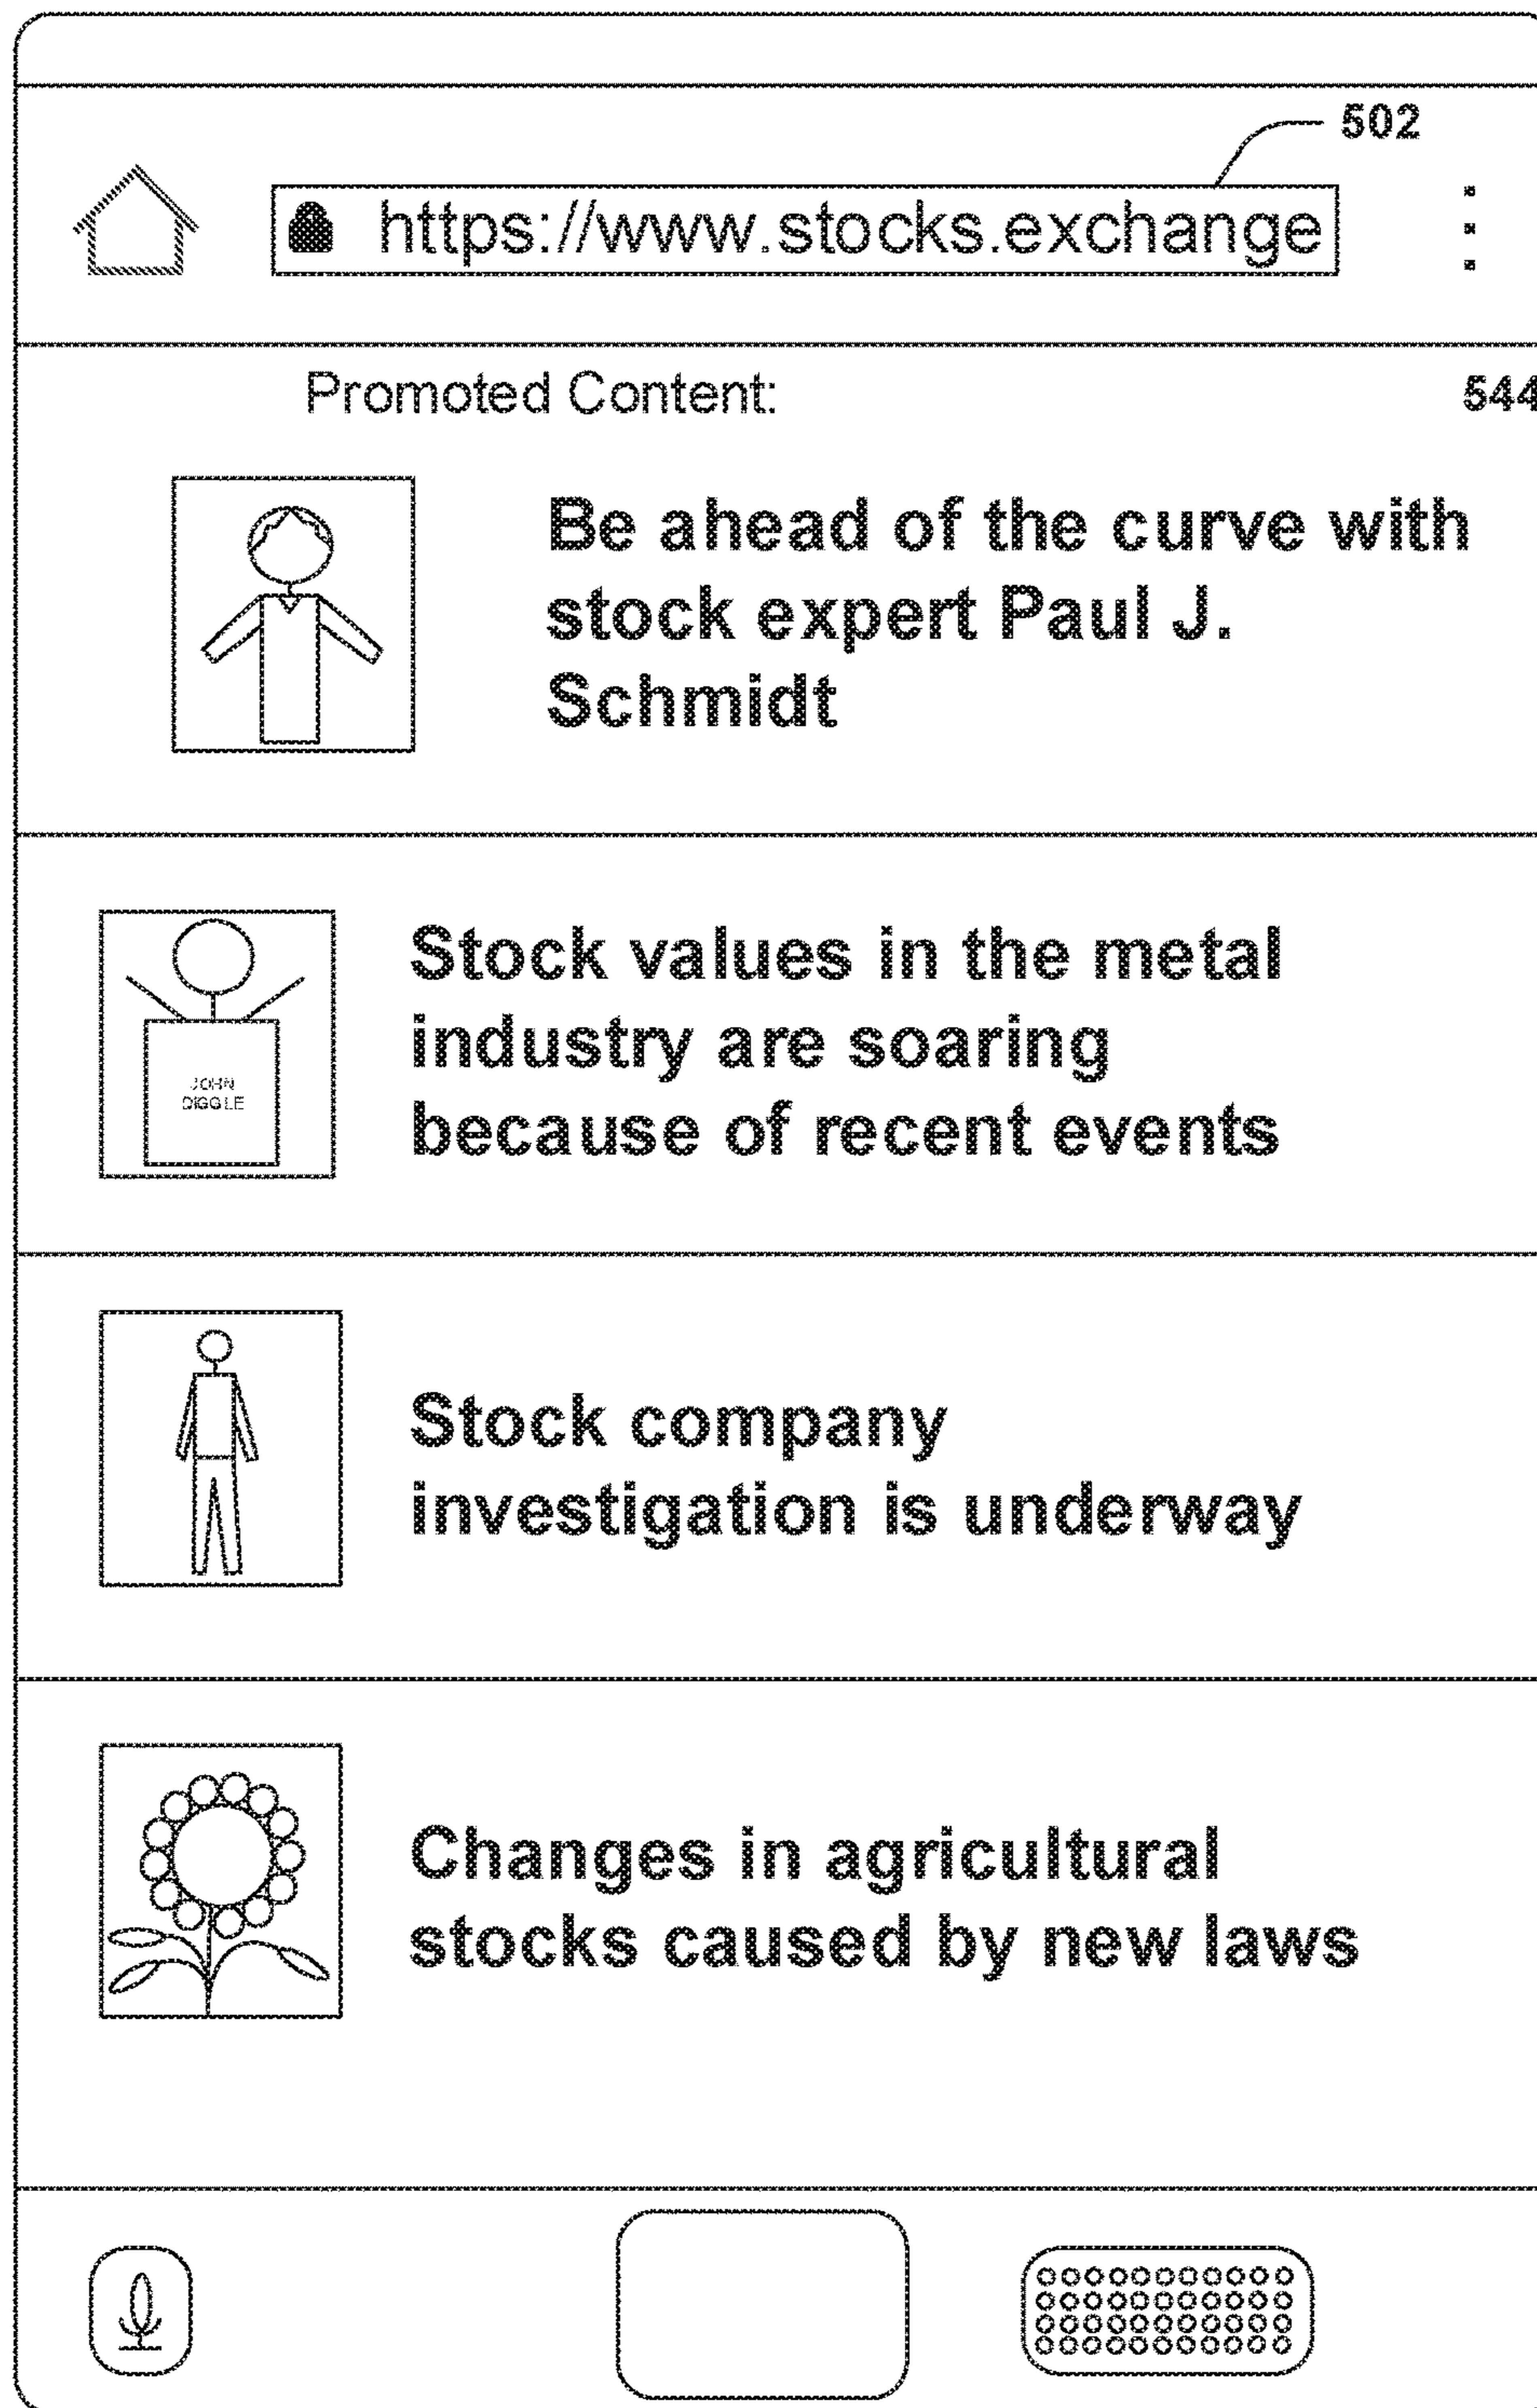 502
https://www.stocks.exchange
Promoted Content:
544
Be ahead of the curve with
stock expert Paul J.
Schmidt
Stock values in the metal
industry are soaring
because of recent events
JOHN
DIGGLE
Stock company
investigation is underway
Changes in agricultural
stocks caused by new laws